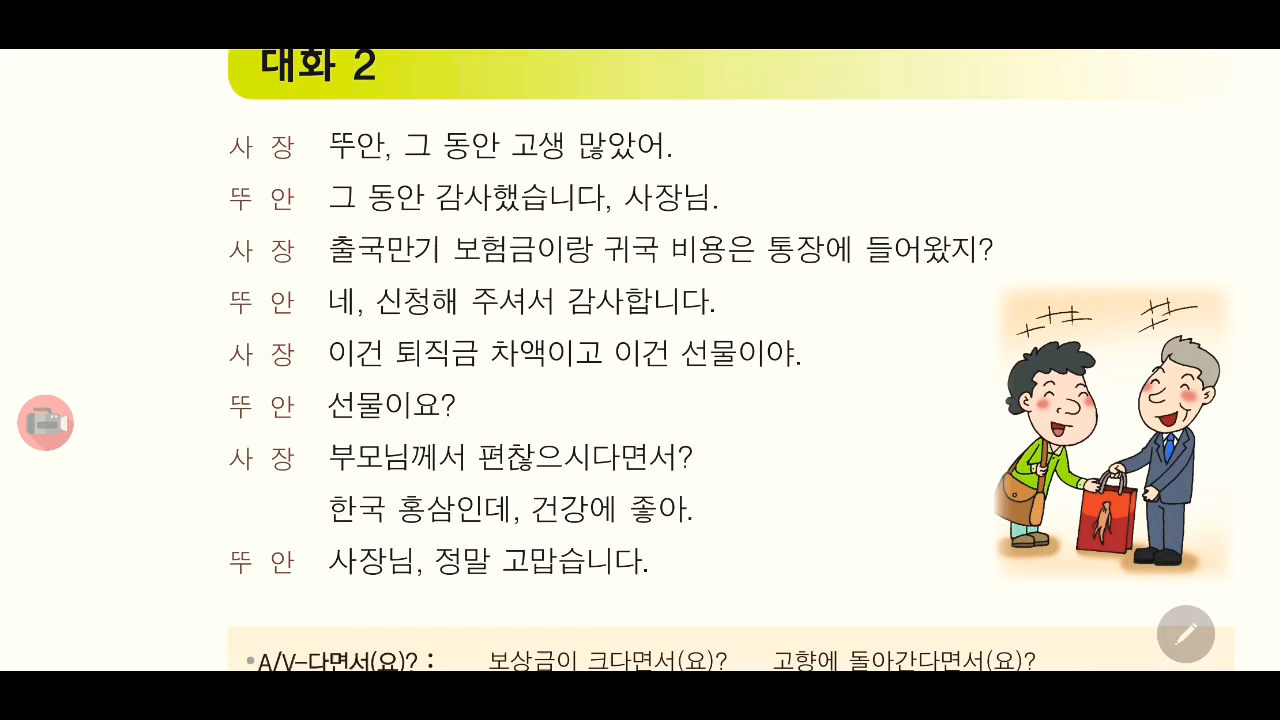 대화 2
사 장 뚜안, 그 동안 고생 많았어.
뚜 안 그 동안 감사했습니다, 사장님.
사 장 출국만기 보험금이랑 귀국 비용은 통장에 들어왔지?
뚜 안 네, 신청해 주셔서 감사합니다.
사 장 이건 퇴직금 차액이고 이건 선물이야.
뚜 안 선물이요?
사 장 부모님께서 편찮으시다면서?
한국 홍삼인데, 건강에 좋아.
뚜 안 사장님, 정말 고맙습니다.
•A/V-다면서(요)? : 보상금이 크다면서(요)? 고향에 돌아간다면서(요)?